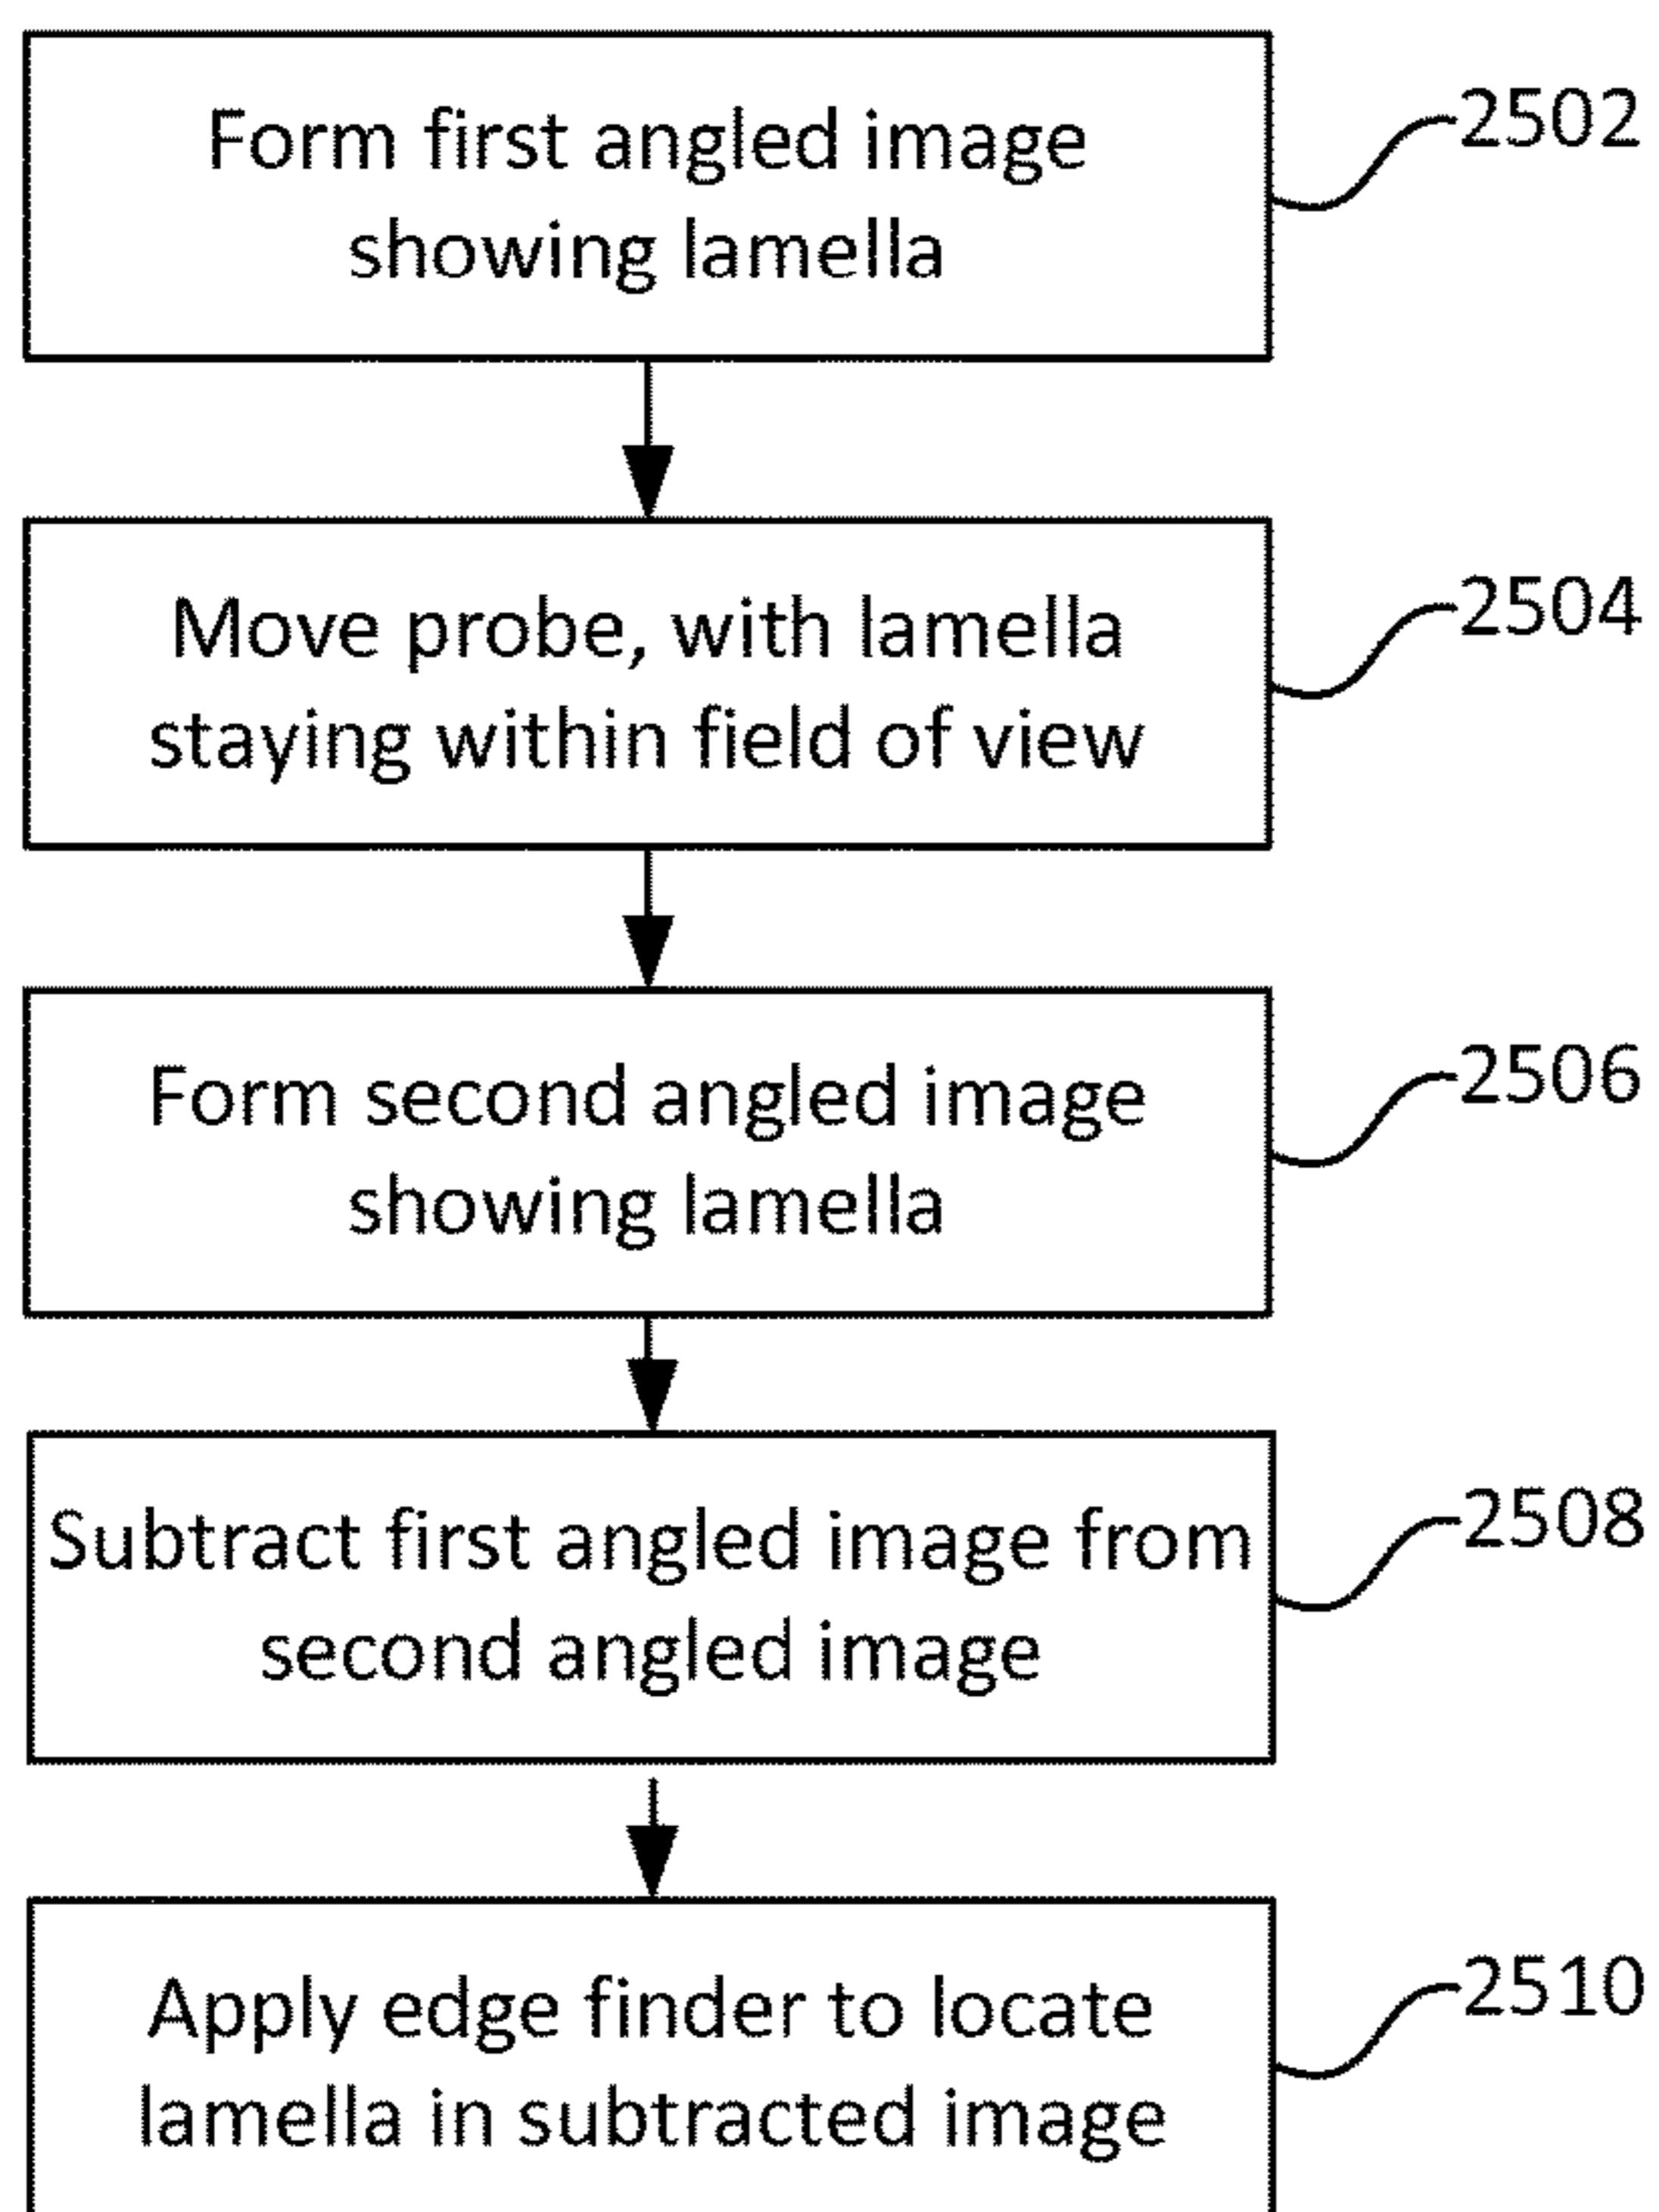 Form first angled image
showing lamella
2502
Move probe, with lamella
staying within field of view
2504
Form second angled image
showing lamella
2506
Subtract first angled image from
second angled image
2508
Apply edge finder to locate
lamella in subtracted image
2510